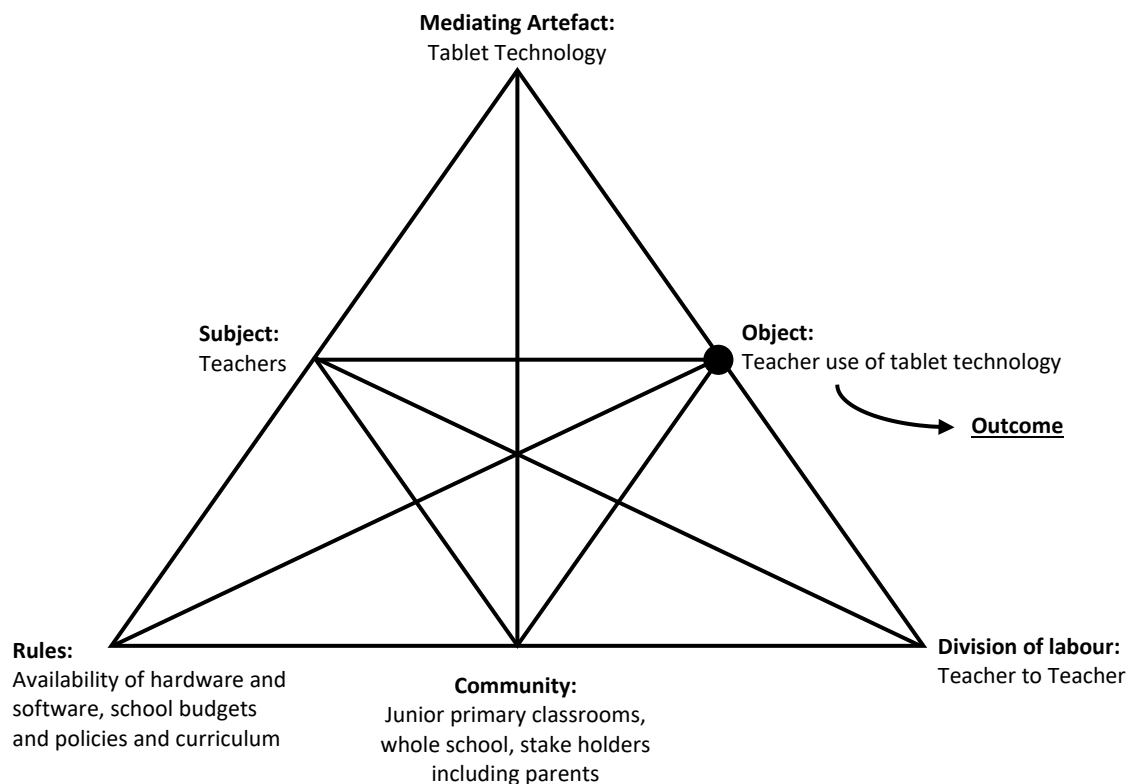 Mediating Artefact:
Tablet Technology
Subject:
Teachers
Object:
Teacher use of tablet technology
Outcome
Rules:
Availability of hardware and
software, school budgets
and policies and curriculum
Community:
Junior primary classrooms,
whole school, stake holders
including parents
Division of labour:
Teacher to Teacher